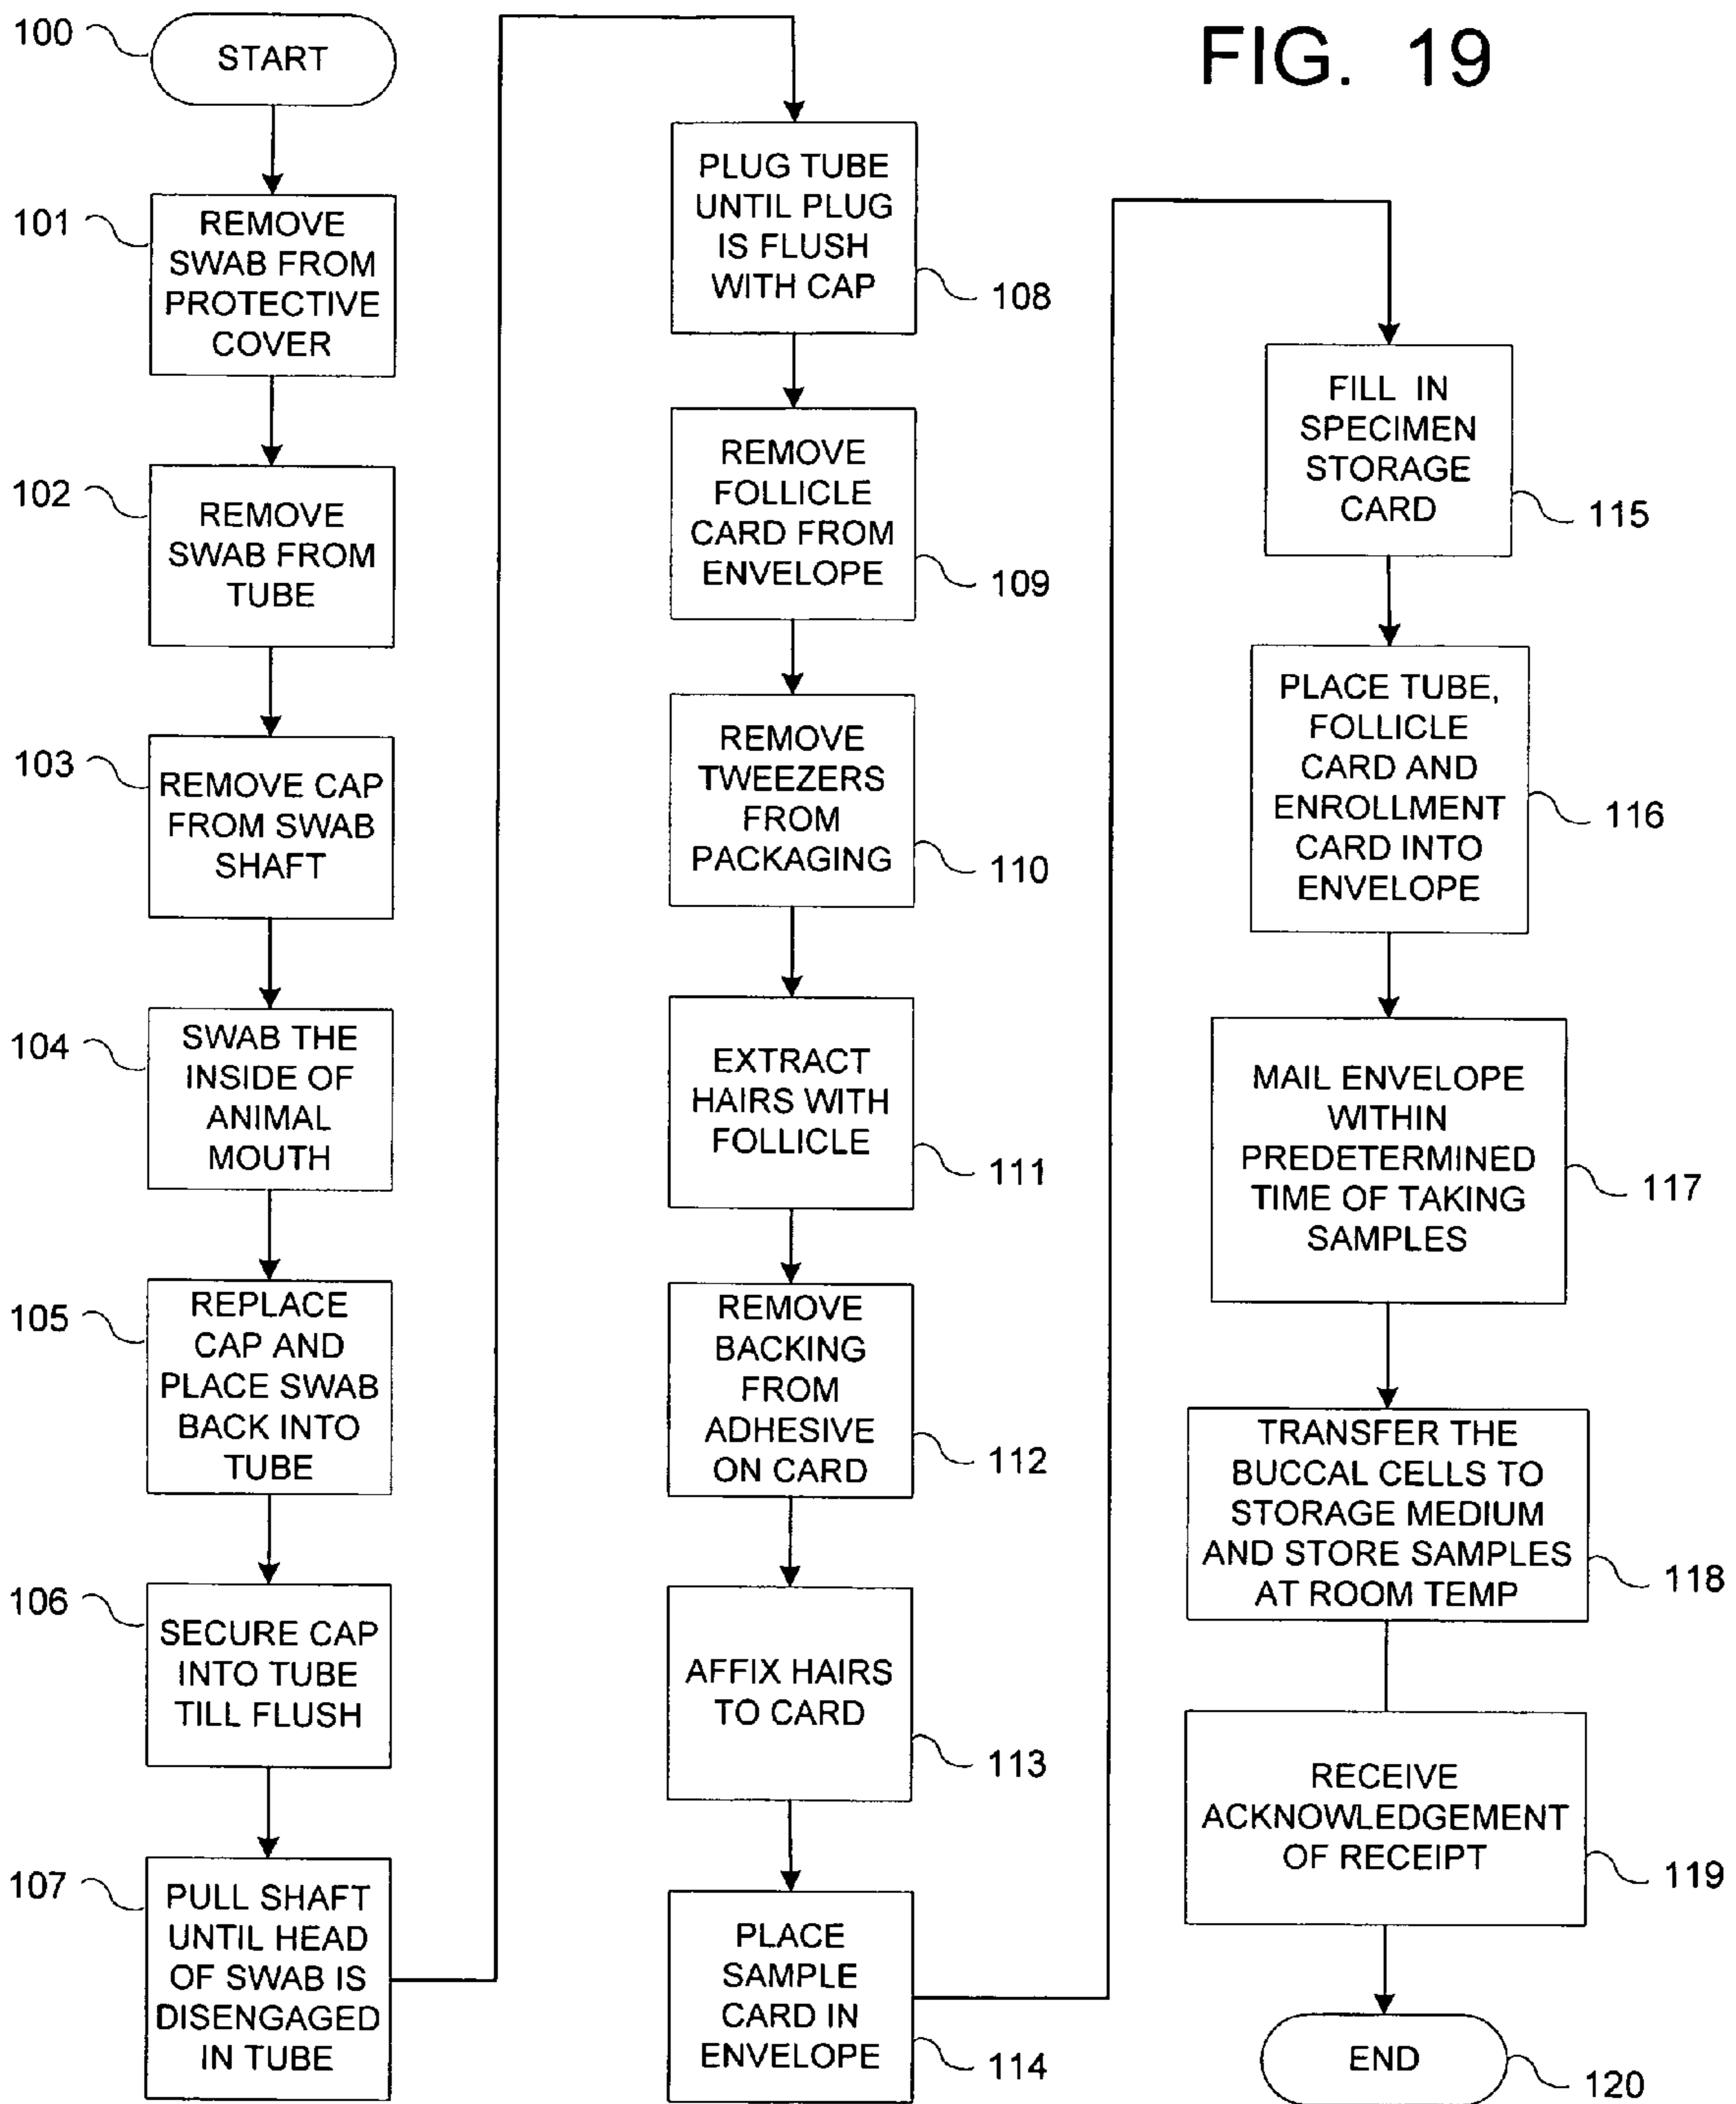 FIG. 19
100
START
101
REMOVE
SWAB FROM
PROTECTIVE
COVER
102
REMOVE
SWAB FROM
TUBE
103
REMOVE CAP
FROM SWAB
SHAFT
104
SWAB THE
INSIDE OF
ANIMAL
MOUTH
105
REPLACE
CAP AND
PLACE SWAB
BACK INTO
TUBE
106
SECURE CAP
INTO TUBE
TILL FLUSH
107
PULL SHAFT
UNTIL HEAD
OF SWAB IS
DISENGAGED
IN TUBE
PLUG TUBE
UNTIL PLUG
IS FLUSH
WITH CAP
108
REMOVE
FOLLICLE
CARD FROM
ENVELOPE
109
REMOVE
TWEEZERS
FROM
PACKAGING
110
EXTRACT
HAIRS WITH
FOLLICLE
111
REMOVE
BACKING
FROM
ADHESIVE
ON CARD
112
AFFIX HAIRS
TO CARD
113
PLACE
SAMPLE
CARD IN
ENVELOPE
114
FILL IN
SPECIMEN
STORAGE
CARD
115
PLACE TUBE,
FOLLICLE
CARD AND
ENROLLMENT
CARD INTO
ENVELOPE
116
MAIL ENVELOPE
WITHIN
PREDETERMINED
TIME OF TAKING
SAMPLES
117
TRANSFER THE
BUCCAL CELLS TO
STORAGE MEDIUM
AND STORE SAMPLES
AT ROOM TEMP
118
RECEIVE
ACKNOWLEDGEMENT
OF RECEIPT
119
END
120